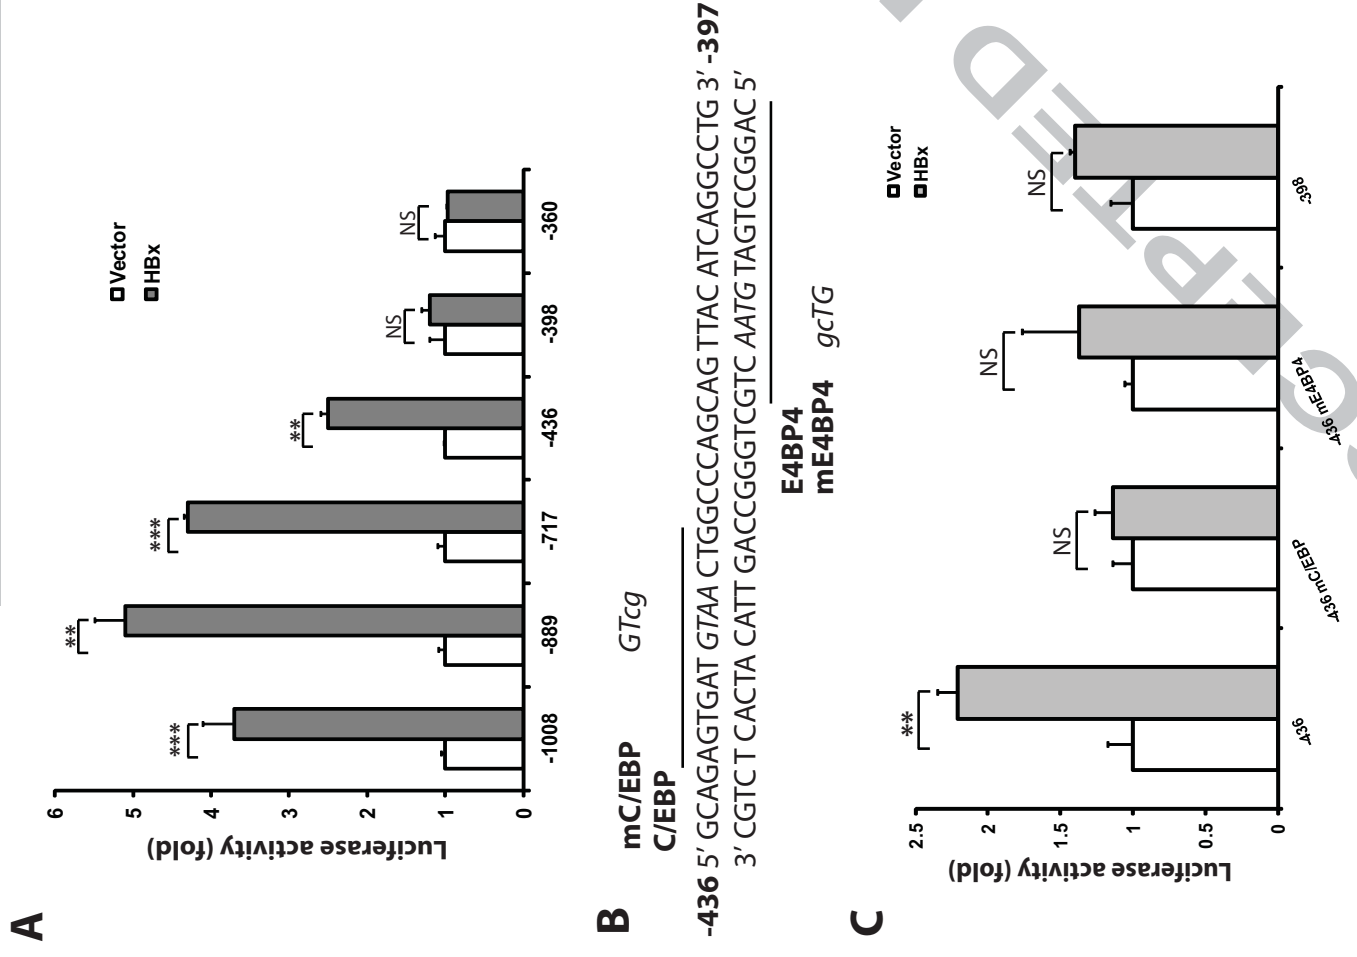 A
Luciferase activity (fold)
6
5
4
3
2
1
0
Vector
HBx
***
**
***
**
NS
NS
-1008
-889
-717
-436
-398
-360
B
mC/EBP GTcg
C/EBP
-436 5’ GCAGAGTGAT GTAA CTGGCCCAGCAG TTAC ATCAGGCCTG 3’ -397
3’ CGTC T CACTA CATT GACCGGGTCGTC AATG TAGTCCGGAC 5’
E4BP4
mE4BP4 gcTG
C
Luciferase activity (fold)
2.5
2
1.5
1
0.5
0
Vector
HBx
**
NS
NS
NS
-436
-436 mC/EBP
-436 mE4BP4
-398
CEPTED